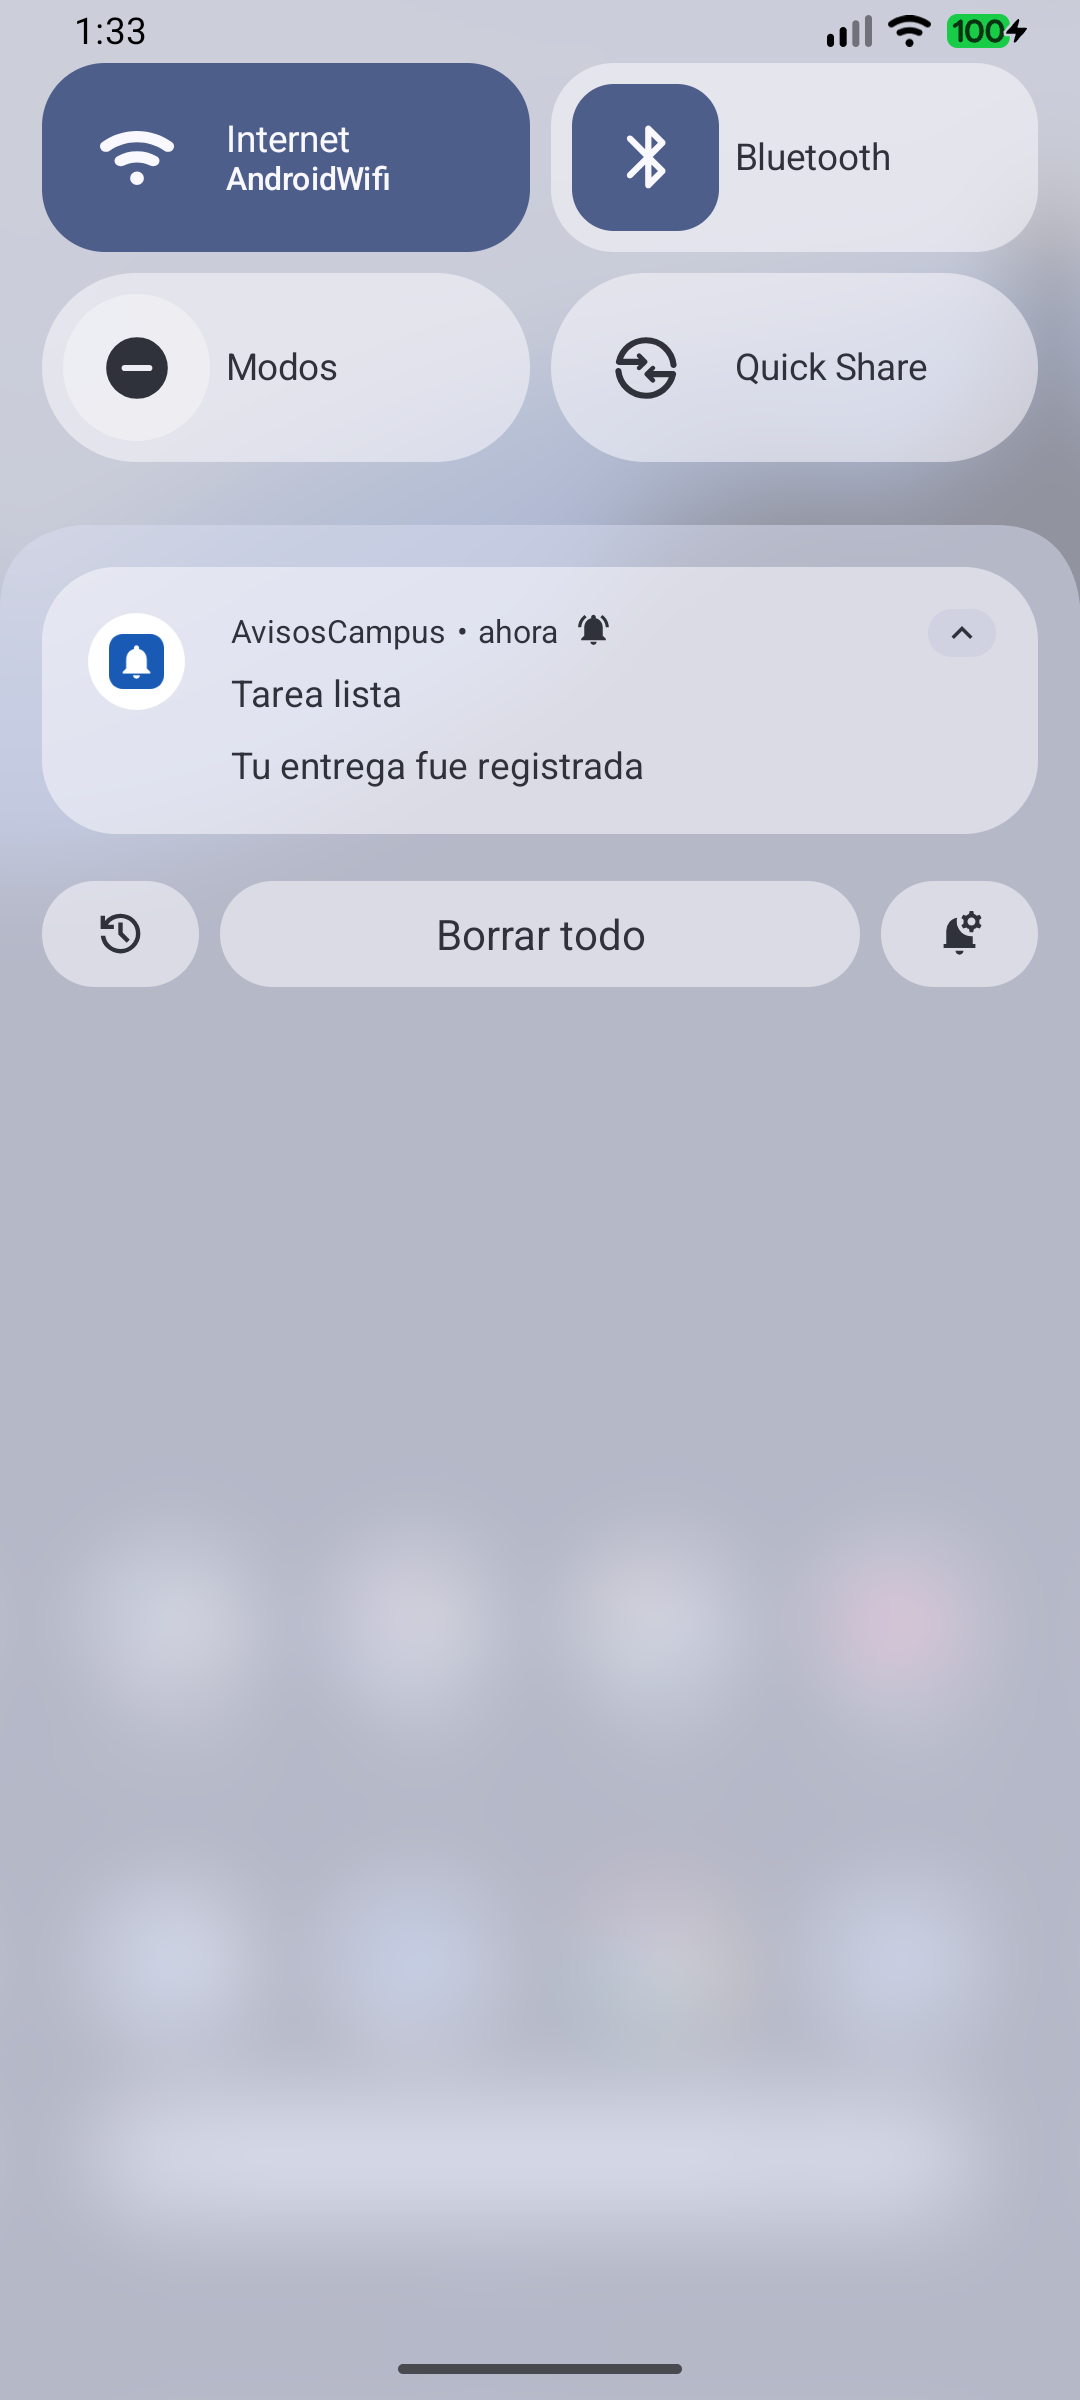 1:33
100
Internet
AndroidWifi
Bluetooth
Modos
Quick Share
AvisosCampus • ahora
Tarea lista
Tu entrega fue registrada
Borrar todo